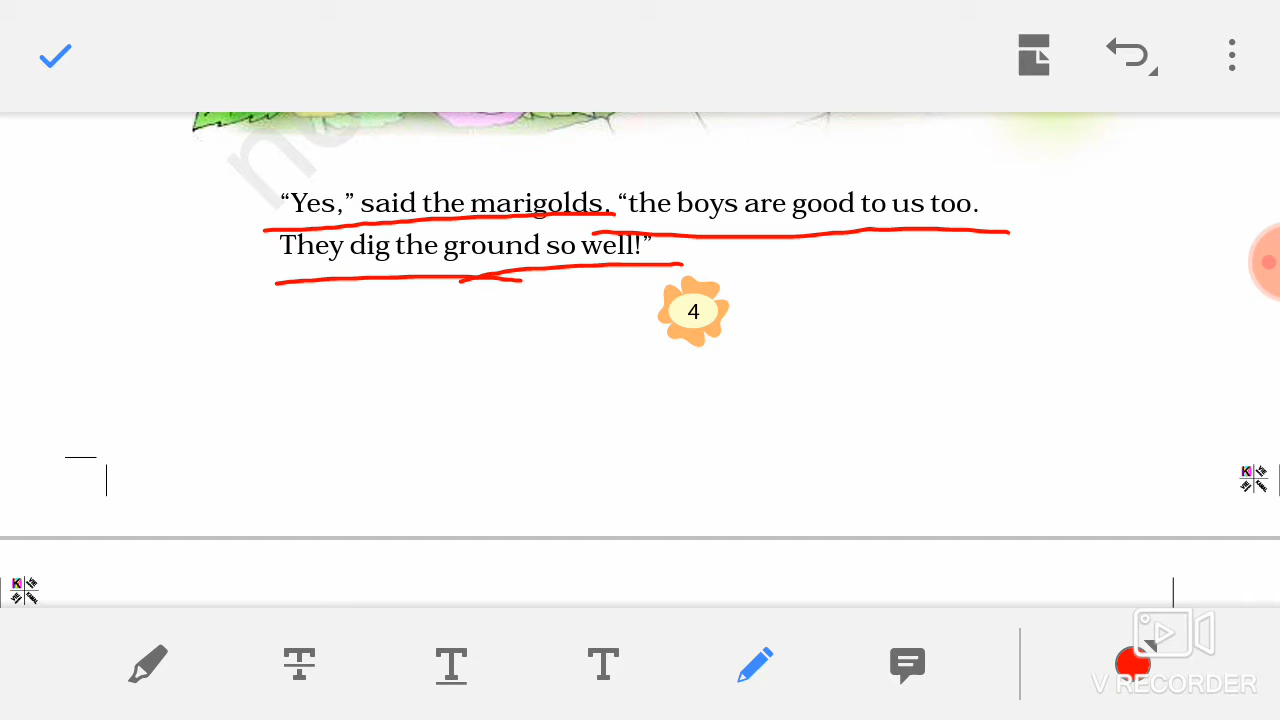 “Yes,” said the marigolds, “the boys are good to us too.
They dig the ground so well!”
4
V RECORDER